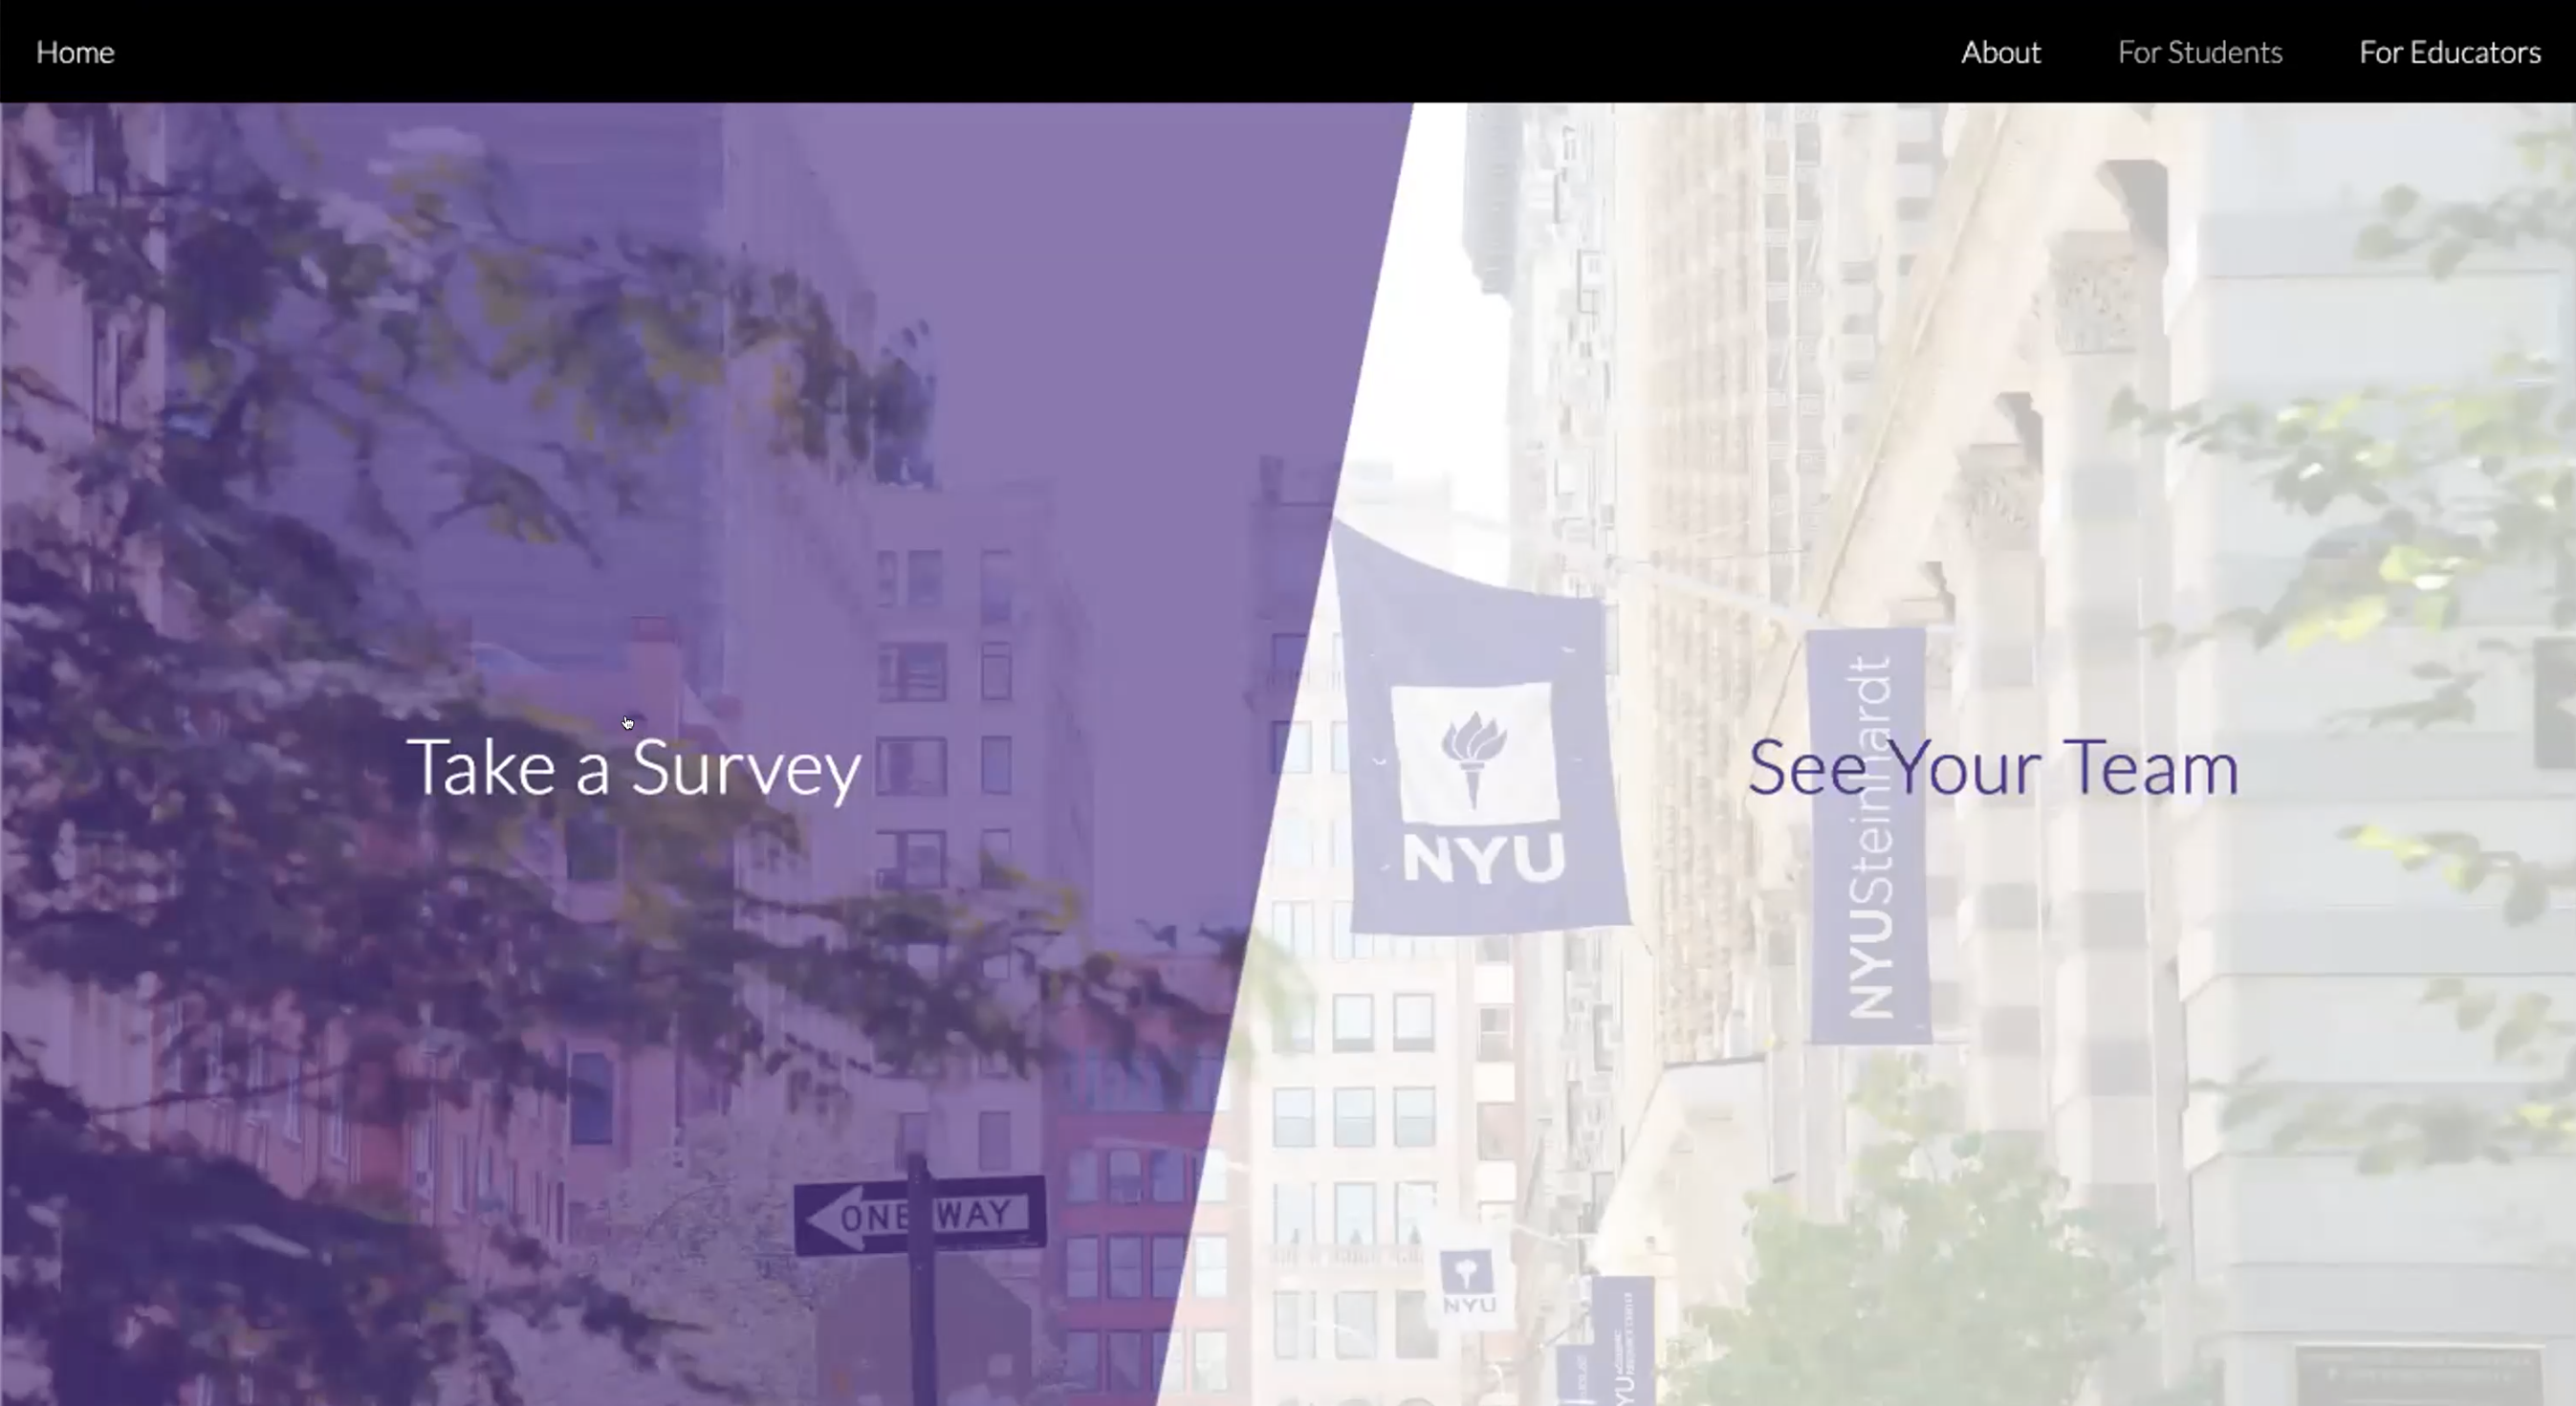 Home
About
For Students
For Educators
Take a Survey
See Your Team
NYU
NYUSteinhardt
ONE WAY
NYU